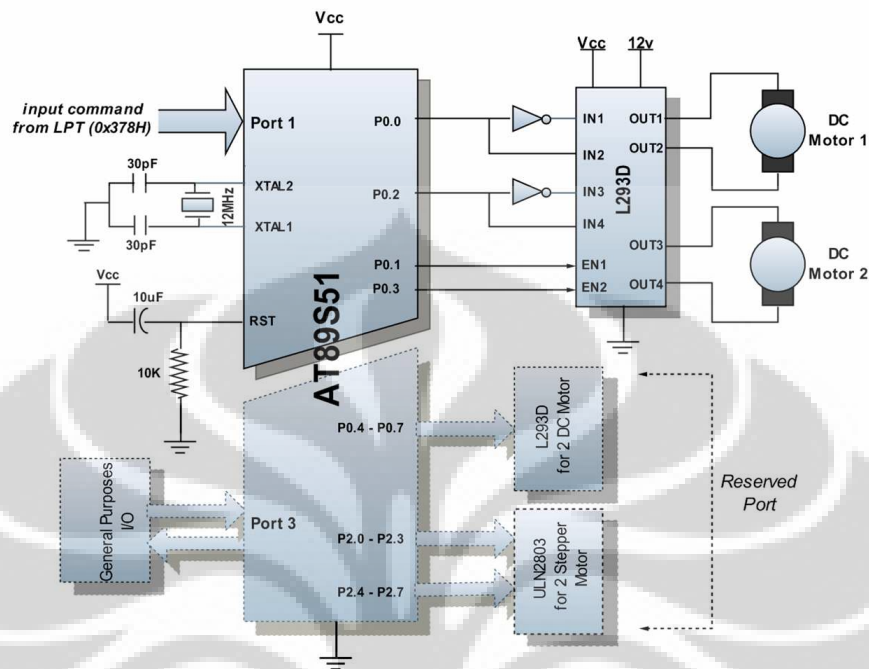 Vcc
Vcc
12v
input command
from LPT (0x378H)
Port 1
P0.0
IN1
OUT1
DC
Motor 1
IN2
OUT2
30pF
XTAL2
12MHz
P0.2
IN3
L293D
XTAL1
IN4
30pF
OUT3
DC
Motor 2
P0.1
EN1
Vcc
P0.3
EN2
OUT4
10uF
RST
AT89S51
10K
P0.4 - P0.7
L293D
for 2 DC Motor
Reserved
Port
General Purposes
I/O
Port 3
P2.0 - P2.3
ULN2803
for 2 Stepper
Motor
P2.4 - P2.7